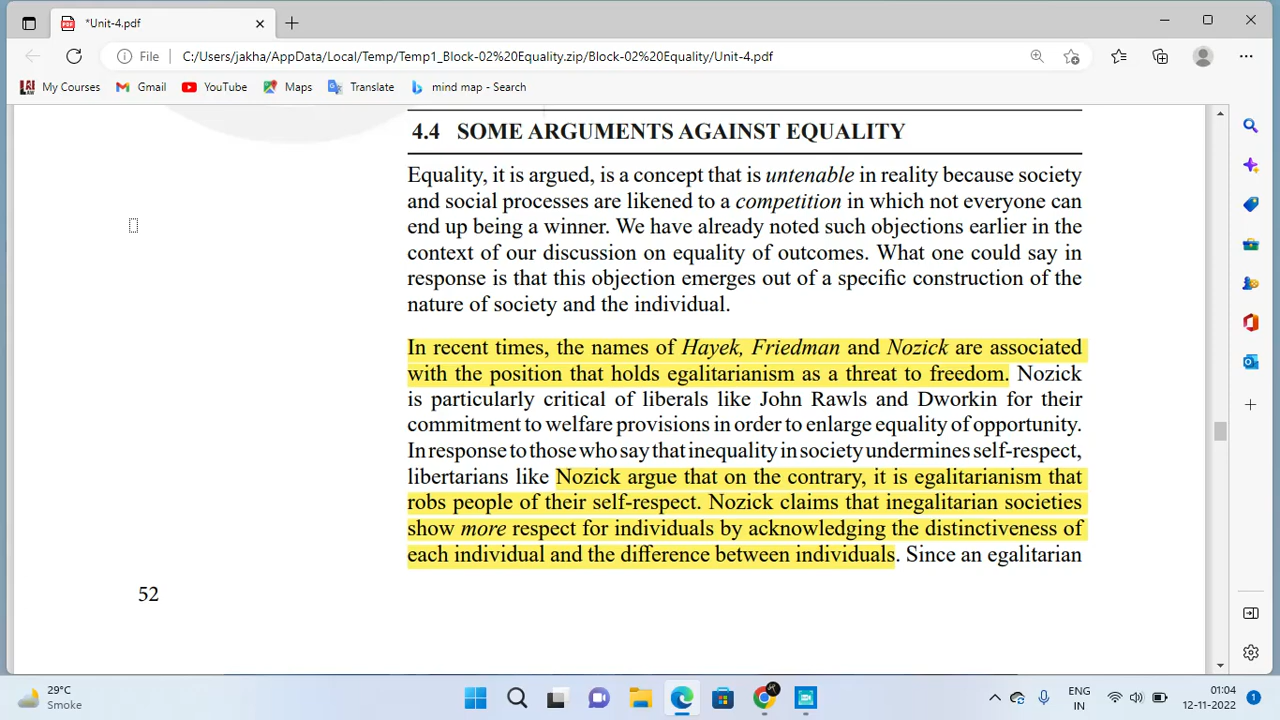 *Unit-4.pdf
File C:/Users/jakha/AppData/Local/Temp/Temp1_Block-02%20Equality.zip/Block-02%20Equality/Unit-4.pdf
My Courses Gmail YouTube Maps Translate mind map - Search
4.4 SOME ARGUMENTS AGAINST EQUALITY
Equality, it is argued, is a concept that is untenable in reality because society
and social processes are likened to a competition in which not everyone can
end up being a winner. We have already noted such objections earlier in the
context of our discussion on equality of outcomes. What one could say in
response is that this objection emerges out of a specific construction of the
nature of society and the individual.
In recent times, the names of Hayek, Friedman and Nozick are associated
with the position that holds egalitarianism as a threat to freedom. Nozick
is particularly critical of liberals like John Rawls and Dworkin for their
commitment to welfare provisions in order to enlarge equality of opportunity.
In response to those who say that inequality in society undermines self-respect,
libertarians like Nozick argue that on the contrary, it is egalitarianism that
robs people of their self-respect. Nozick claims that inegalitarian societies
show more respect for individuals by acknowledging the distinctiveness of
each individual and the difference between individuals. Since an egalitarian
52
29°C
Smoke
ENG
IN
01:04
12-11-2022
1